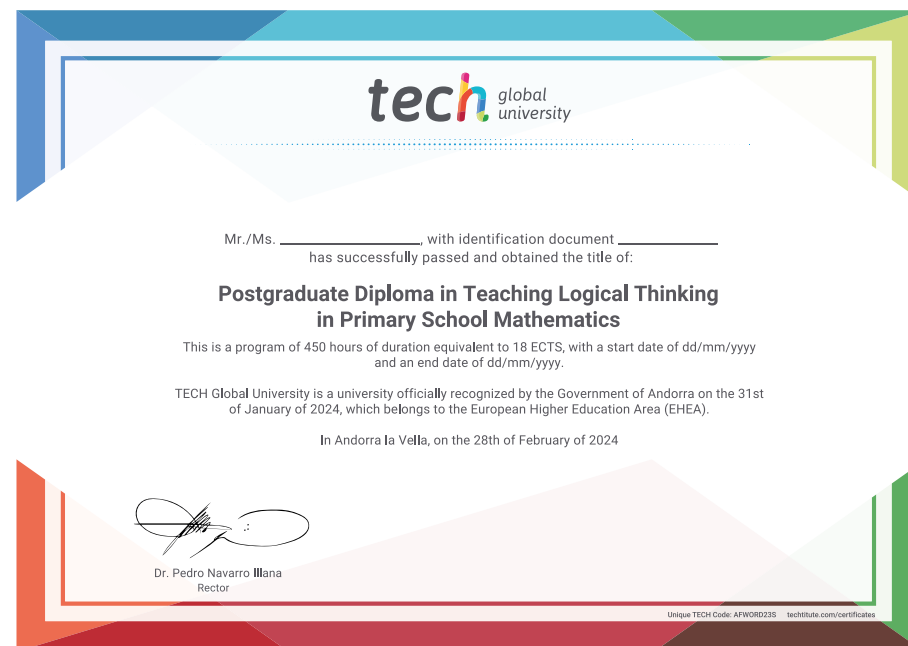 tech global university
Mr./Ms. ____________, with identification document ____________
has successfully passed and obtained the title of:
Postgraduate Diploma in Teaching Logical Thinking
in Primary School Mathematics
This is a program of 450 hours of duration equivalent to 18 ECTS, with a start date of dd/mm/yyyy
and an end date of dd/mm/yyyy.
TECH Global University is a university officially recognized by the Government of Andorra on the 31st
of January of 2024, which belongs to the European Higher Education Area (EHEA).
In Andorra la Vella, on the 28th of February of 2024
Dr. Pedro Navarro Illana
Rector
Unique TECH Code: AFWORD23S techtitute.com/certificates